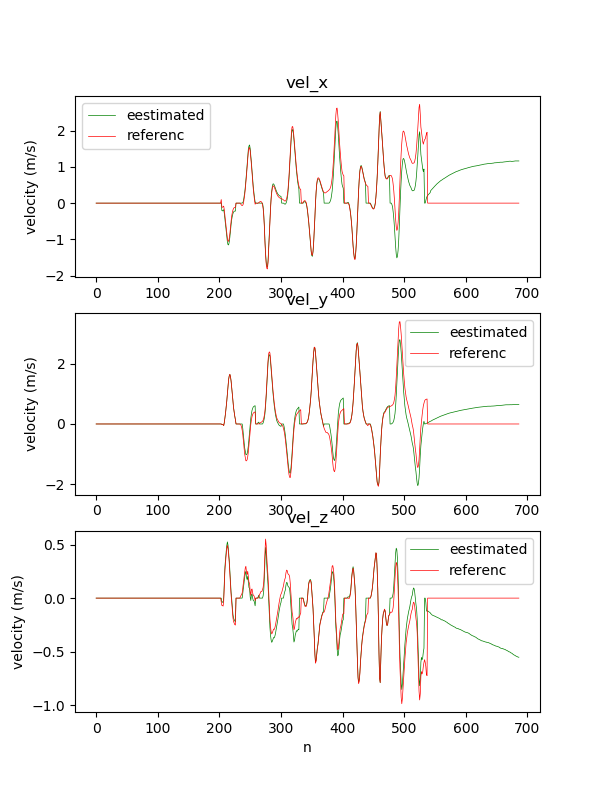 vel_x
velocity (m/s)
eestimated
referenc
2
1
0
−1
−2
0 100 200 300 400 500 600 700
vel_y
velocity (m/s)
eestimated
referenc
2
0
−2
0 100 200 300 400 500 600 700
vel_z
velocity (m/s)
eestimated
referenc
0.5
0.0
−0.5
−1.0
0 100 200 300 400 500 600 700
n